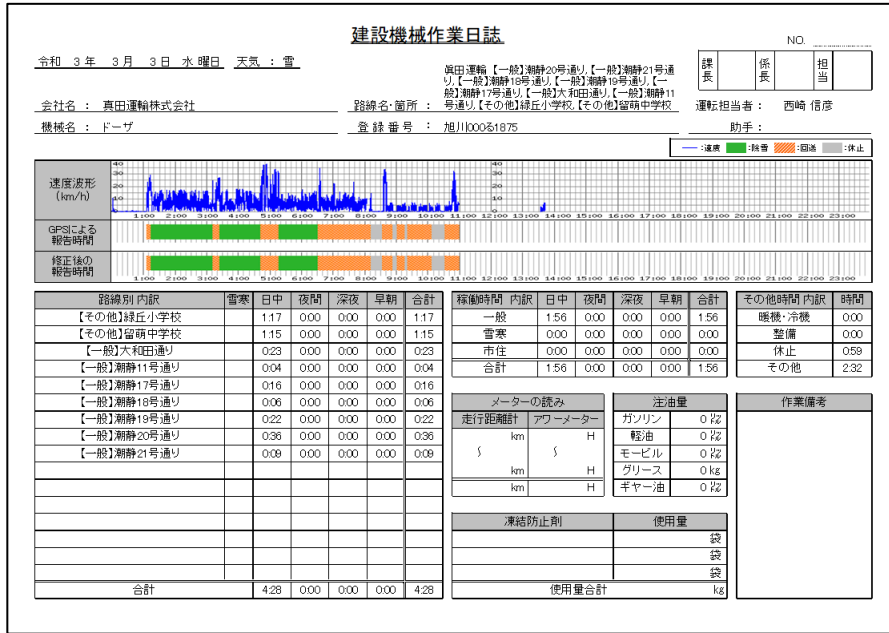 建設機械作業日誌
NO.
令和 3年 3月 3日 水曜日 天気 : 雪
課長 係長 担当
眞田運輸 【一般】潮静20号通り,【一般】潮静21号通
り,【一般】潮静18号通り,【一般】潮静19号通り,【一
般】潮静17号通り,【一般】大和田通り,【一般】潮静11
号通り,【その他】緑丘小学校,【その他】留萌中学校
会社名 : 真田運輸株式会社
路線名・箇所 :
運転担当者 : 西崎 信彦
機械名 : ドーザ
登録番号 : 旭川000る1875
助手 :
:速度 :除雪 :回送 :休止
速度波形
(km/h)
40
30
20
10
40
30
20
10
0
1:00 2:00 3:00 4:00 5:00 6:00 7:00 8:00 9:00 10:00 11:00 12:00 13:00 14:00 15:00 16:00 17:00 18:00 19:00 20:00 21:00 22:00 23:00
GPSによる
報告時間
修正後の
報告時間
路線別 内訳 雪寒 日中 夜間 深夜 早朝 合計
【その他】緑丘小学校 1:17 0:00 0:00 0:00 1:17
【その他】留萌中学校 1:15 0:00 0:00 0:00 1:15
【一般】大和田通り 0:23 0:00 0:00 0:00 0:23
【一般】潮静11号通り 0:04 0:00 0:00 0:00 0:04
【一般】潮静17号通り 0:16 0:00 0:00 0:00 0:16
【一般】潮静18号通り 0:06 0:00 0:00 0:00 0:06
【一般】潮静19号通り 0:22 0:00 0:00 0:00 0:22
【一般】潮静20号通り 0:36 0:00 0:00 0:00 0:36
【一般】潮静21号通り 0:09 0:00 0:00 0:00 0:09
合計 4:28 0:00 0:00 0:00 4:28
稼働時間 内訳 日中 夜間 深夜 早朝 合計
一般 1:56 0:00 0:00 0:00 1:56
雪寒 0:00 0:00 0:00 0:00 0:00
市住 0:00 0:00 0:00 0:00 0:00
合計 1:56 0:00 0:00 0:00 1:56
その他時間 内訳 時間
暖機・冷機 0:00
整備 0:00
休止 0:59
その他 2:32
メーターの読み
走行距離計 アワーメーター
km H
〜 〜
km H
km H
注油量
ガソリン 0 ㍑
軽油 0 ㍑
モービル 0 ㍑
グリース 0 kg
ギヤー油 0 ㍑
作業備考
凍結防止剤 使用量
袋
袋
袋
使用量合計 kg